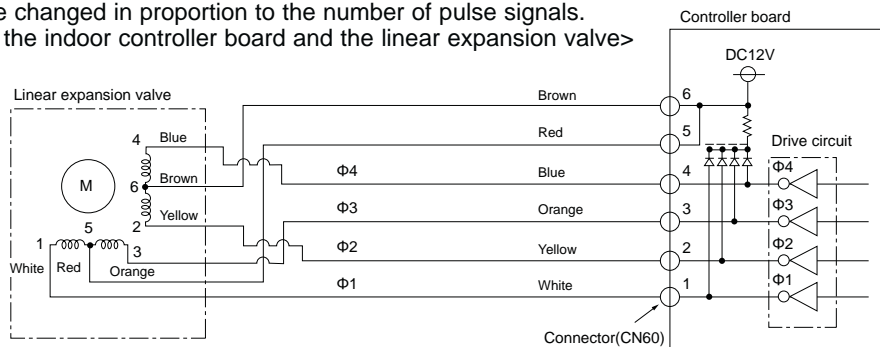 e changed in proportion to the number of pulse signals.
the indoor controller board and the linear expansion valve>
Controller board
DC12V
Linear expansion valve
Brown
6
4
Blue
Red
5
Drive circuit
M
6
Brown
Φ4
Blue
4
Φ4
Yellow
Φ3
Orange
3
Φ3
5
2
1
3
Φ2
Yellow
2
Φ2
White
Red
Orange
Φ1
White
1
Φ1
Connector(CN60)